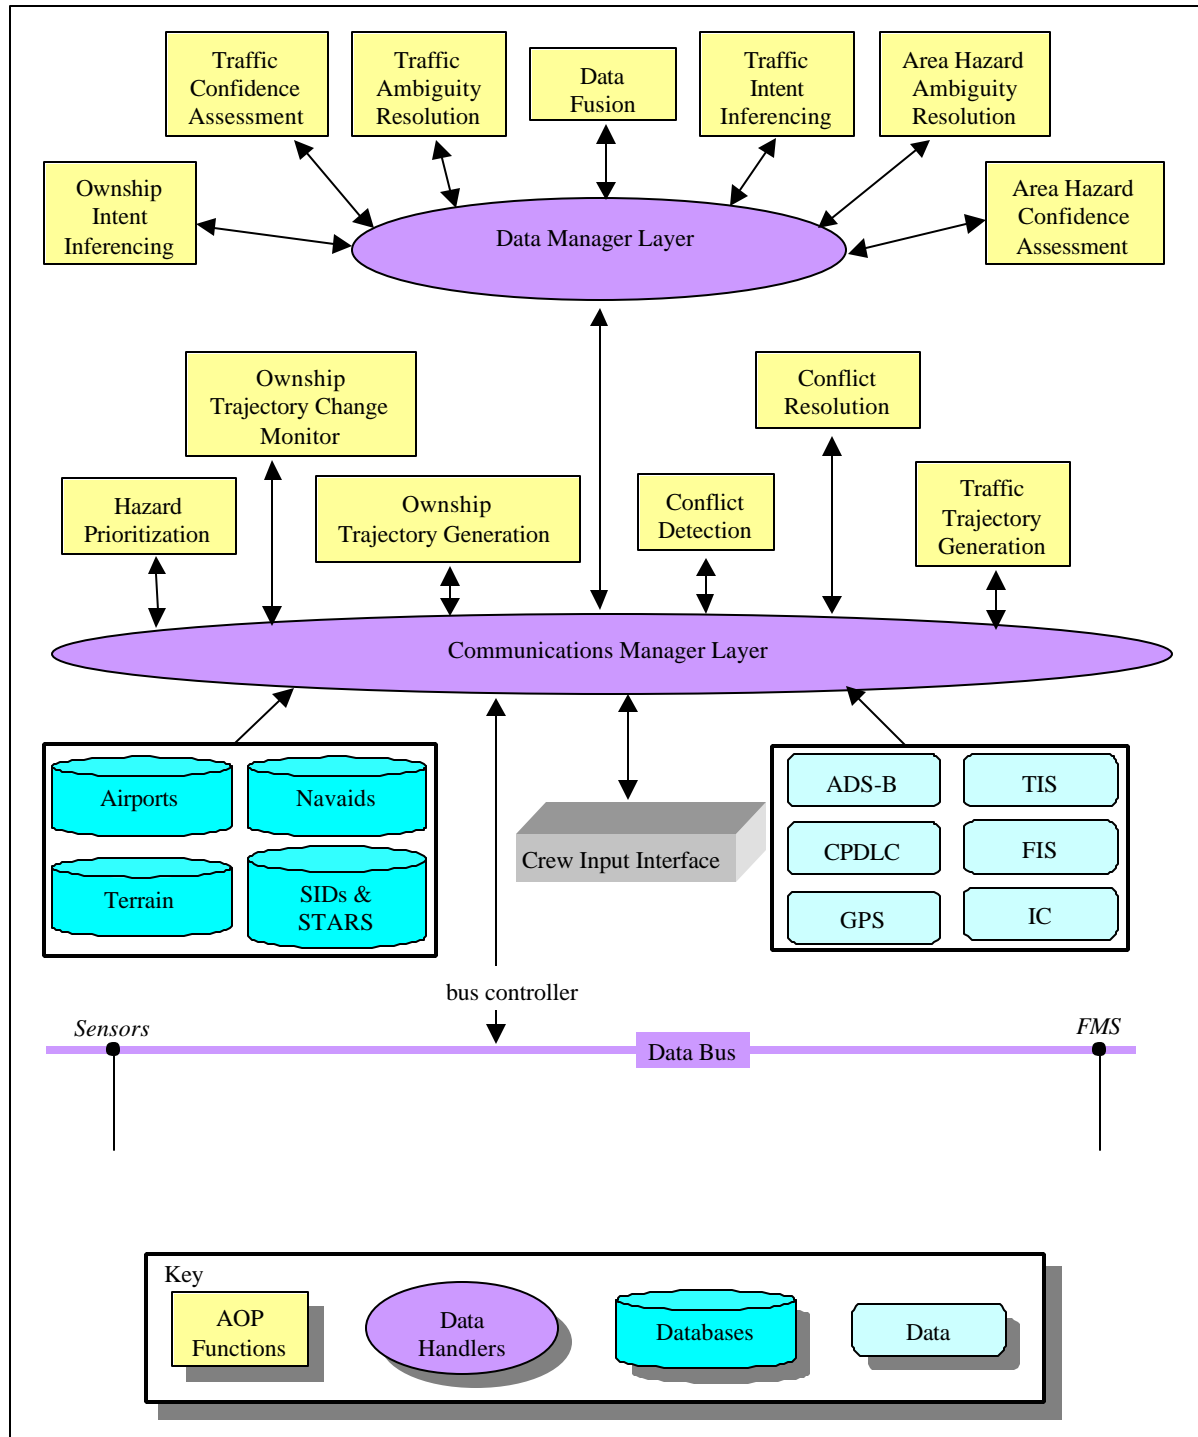 Traffic
Confidence
Assessment
Traffic
Ambiguity
Resolution
Data
Fusion
Traffic
Intent
Inferencing
Area Hazard
Ambiguity
Resolution
Ownship
Intent
Inferencing
Area Hazard
Confidence
Assessment
Data Manager Layer
Ownship
Trajectory Change
Monitor
Conflict
Resolution
Hazard
Prioritization
Ownship
Trajectory Generation
Conflict
Detection
Traffic
Trajectory
Generation
Communications Manager Layer
Airports
Navaids
Terrain
SIDs &
STARS
Crew Input Interface
ADS-B
TIS
CPDLC
FIS
GPS
IC
bus controller
Sensors
FMS
Data Bus
Key
AOP
Functions
Data
Handlers
Databases
Data